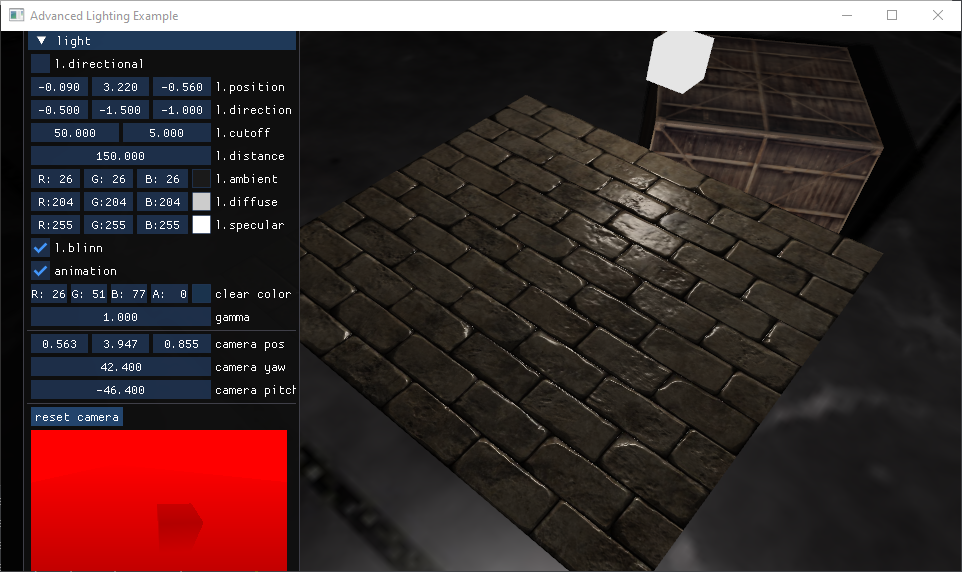 Advanced Lighting Example
light
l.directional
-0.090 3.220 -0.560 l.position
-0.500 -1.500 -1.000 l.direction
50.000 5.000 l.cutoff
150.000 l.distance
R: 26 G: 26 B: 26 l.ambient
R:204 G:204 B:204 l.diffuse
R:255 G:255 B:255 l.specular
l.blinn
animation
R: 26 G: 51 B: 77 A: 0 clear color
1.000 gamma
0.563 3.947 0.855 camera pos
42.400 camera yaw
-46.400 camera pitch
reset camera